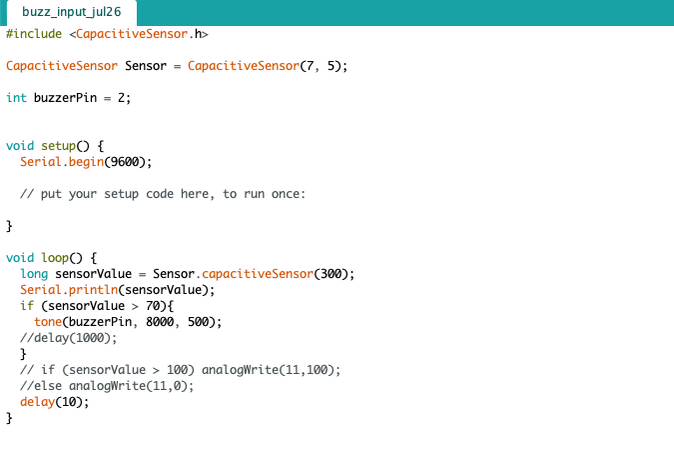 buzz_input_jul26
#include <CapacitiveSensor.h>
CapacitiveSensor Sensor = CapacitiveSensor(7, 5);
int buzzerPin = 2;
void setup() {
  Serial.begin(9600);
  // put your setup code here, to run once:
}
void loop() {
  long sensorValue = Sensor.capacitiveSensor(300);
  Serial.println(sensorValue);
  if (sensorValue > 70){
    tone(buzzerPin, 8000, 500);
  //delay(1000);
  }
  // if (sensorValue > 100) analogWrite(11,100);
  //else analogWrite(11,0);
  delay(10);
}